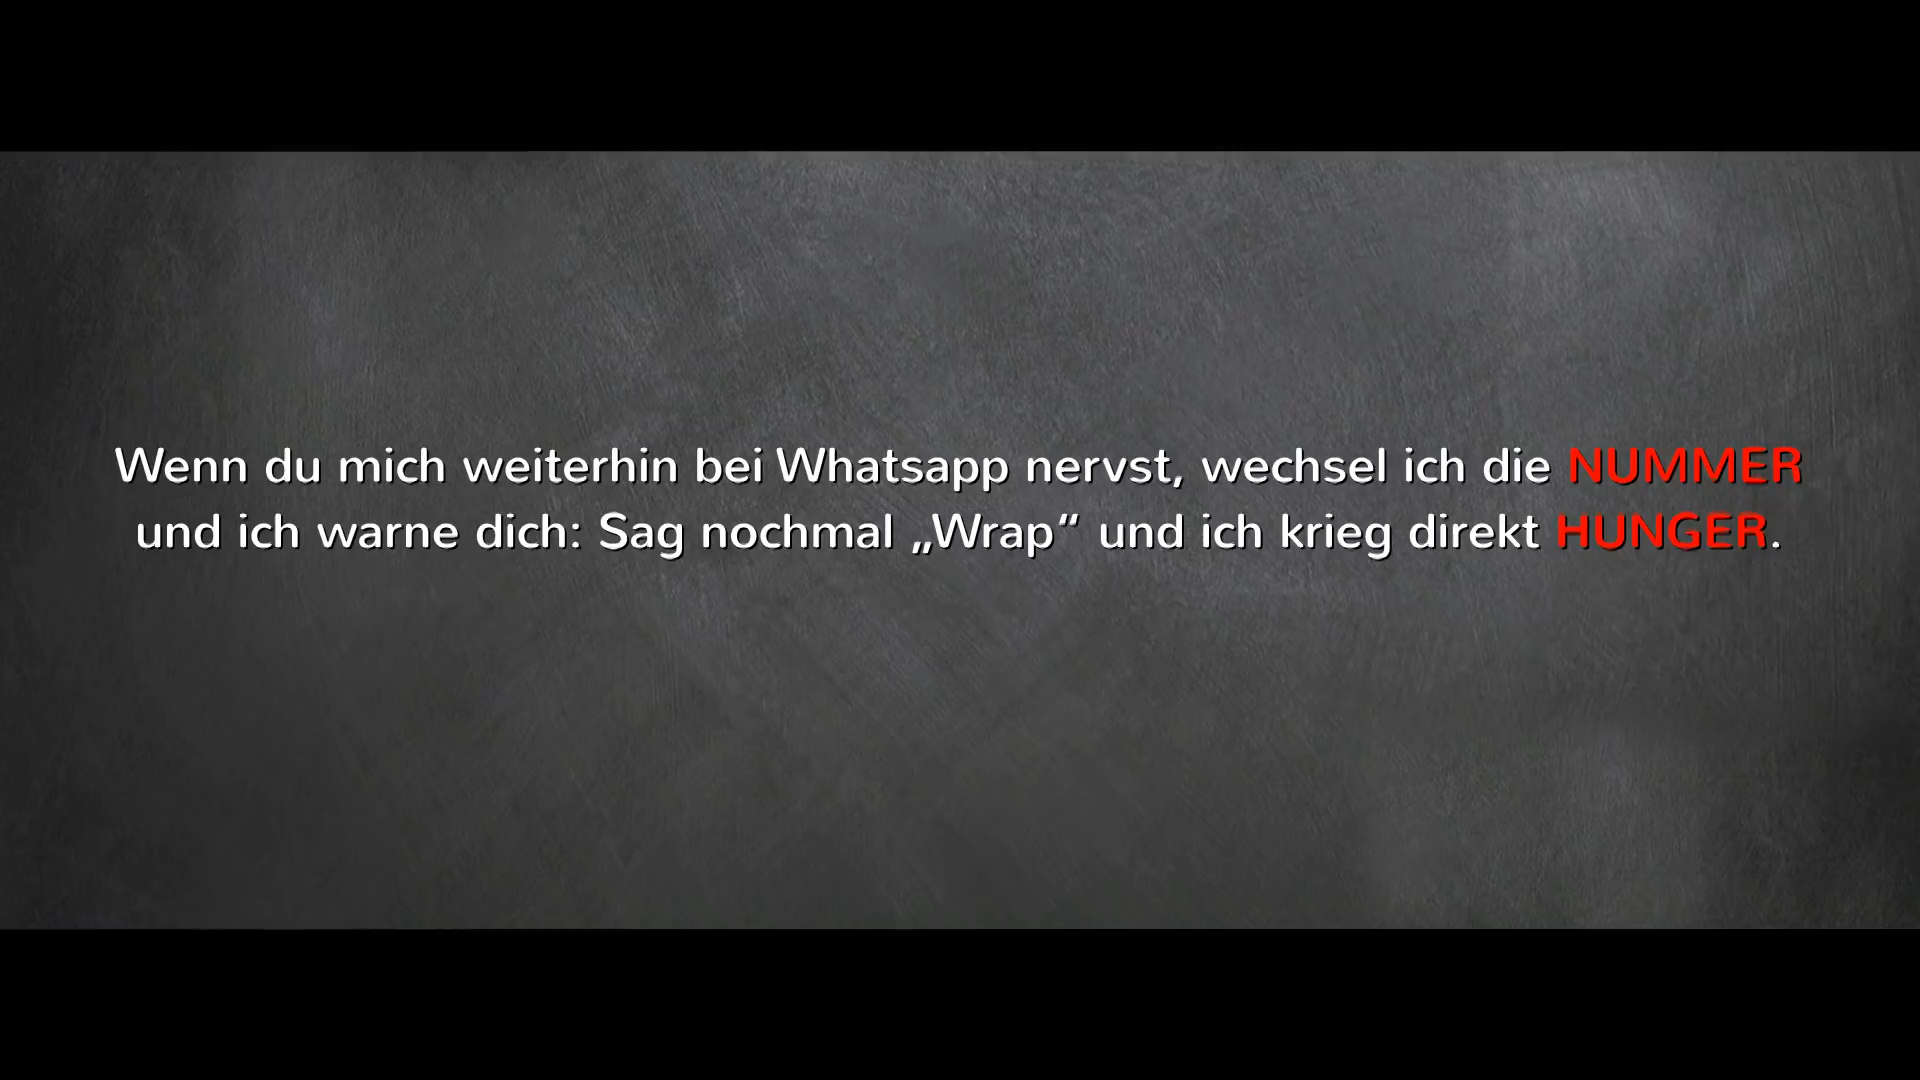 Wenn du mich weiterhin bei Whatsapp nervst, wechsel ich die NUMMER
und ich warne dich: Sag nochmal „Wrap“ und ich krieg direkt HUNGER.